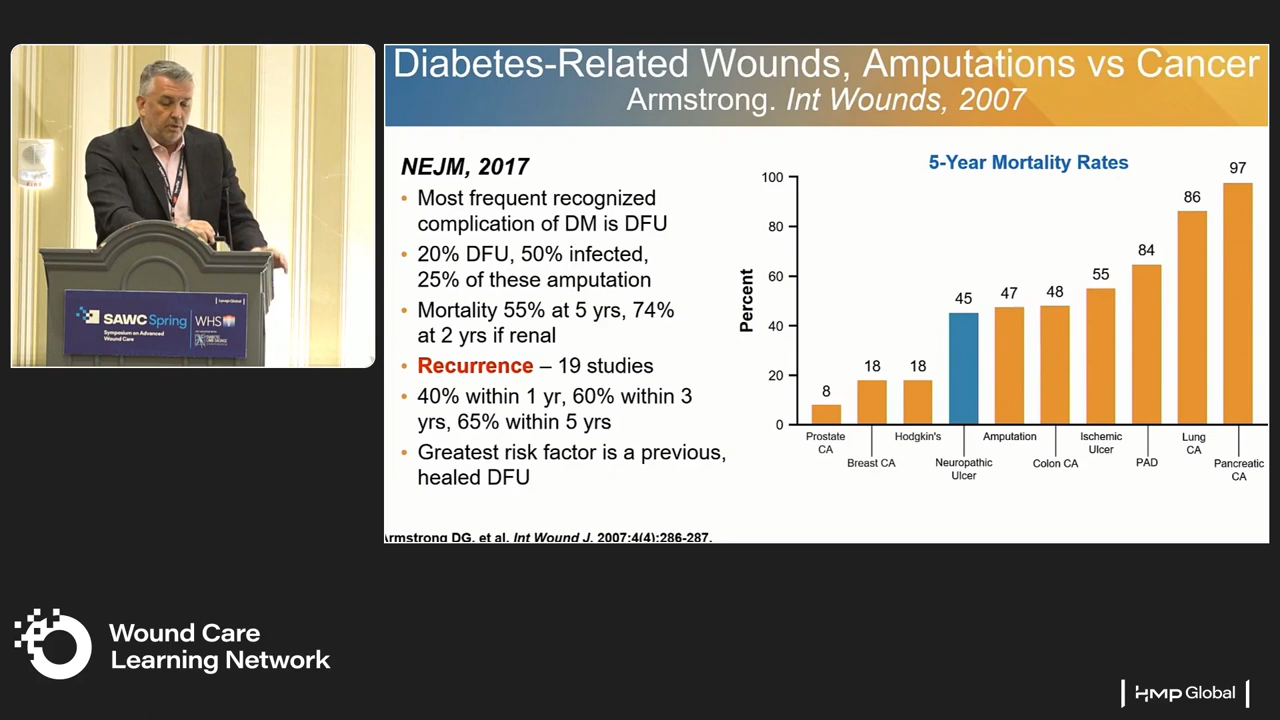 Diabetes-Related Wounds, Amputations vs Cancer
Armstrong. Int Wounds, 2007
NEJM, 2017
• Most frequent recognized
complication of DM is DFU
• 20% DFU, 50% infected,
25% of these amputation
• Mortality 55% at 5 yrs, 74%
at 2 yrs if renal
• Recurrence – 19 studies
• 40% within 1 yr, 60% within 3
yrs, 65% within 5 yrs
• Greatest risk factor is a previous,
healed DFU
Armstrong DG, et al. Int Wound J. 2007;4(4):286-287.
5-Year Mortality Rates
Percent
100
80
60
40
20
0
8
18
18
45
47
48
55
84
86
97
Prostate
CA
Breast CA
Hodgkin's
Neuropathic
Ulcer
Amputation
Colon CA
Ischemic
Ulcer
PAD
Lung
CA
Pancreatic
CA
HMP Global
SAWC Spring
Symposium on Advanced
Wound Care
WHS
Wound Care
Learning Network
HMP Global